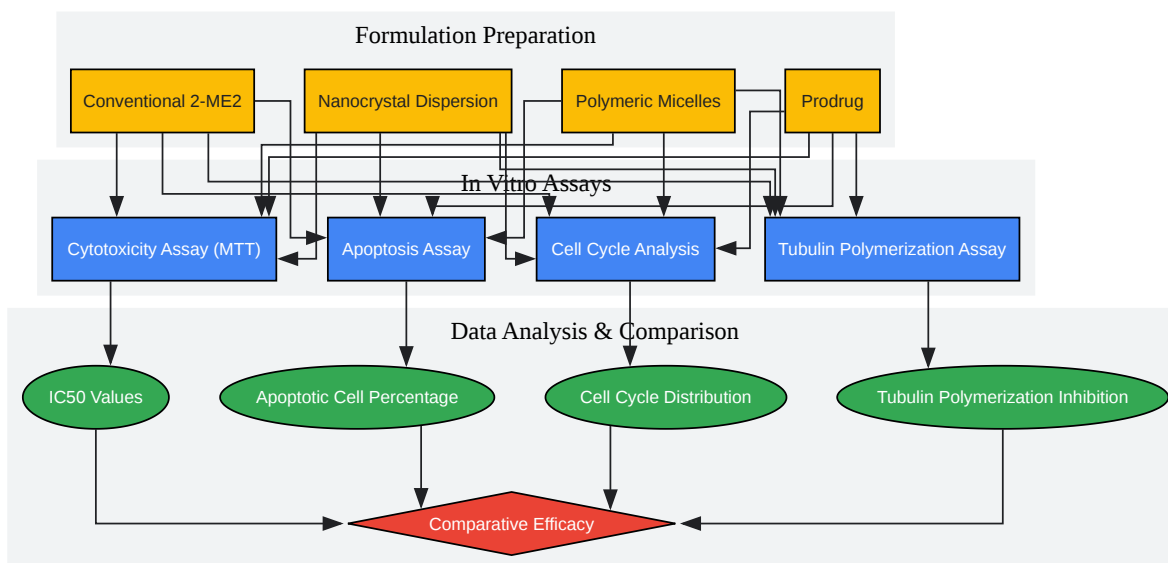 Formulation Preparation
Conventional 2-ME2
Nanocrystal Dispersion
Polymeric Micelles
Prodrug
In Vitro Assays
Cytotoxicity Assay (MTT)
Apoptosis Assay
Cell Cycle Analysis
Tubulin Polymerization Assay
Data Analysis & Comparison
IC50 Values
Apoptotic Cell Percentage
Cell Cycle Distribution
Tubulin Polymerization Inhibition
Comparative Efficacy